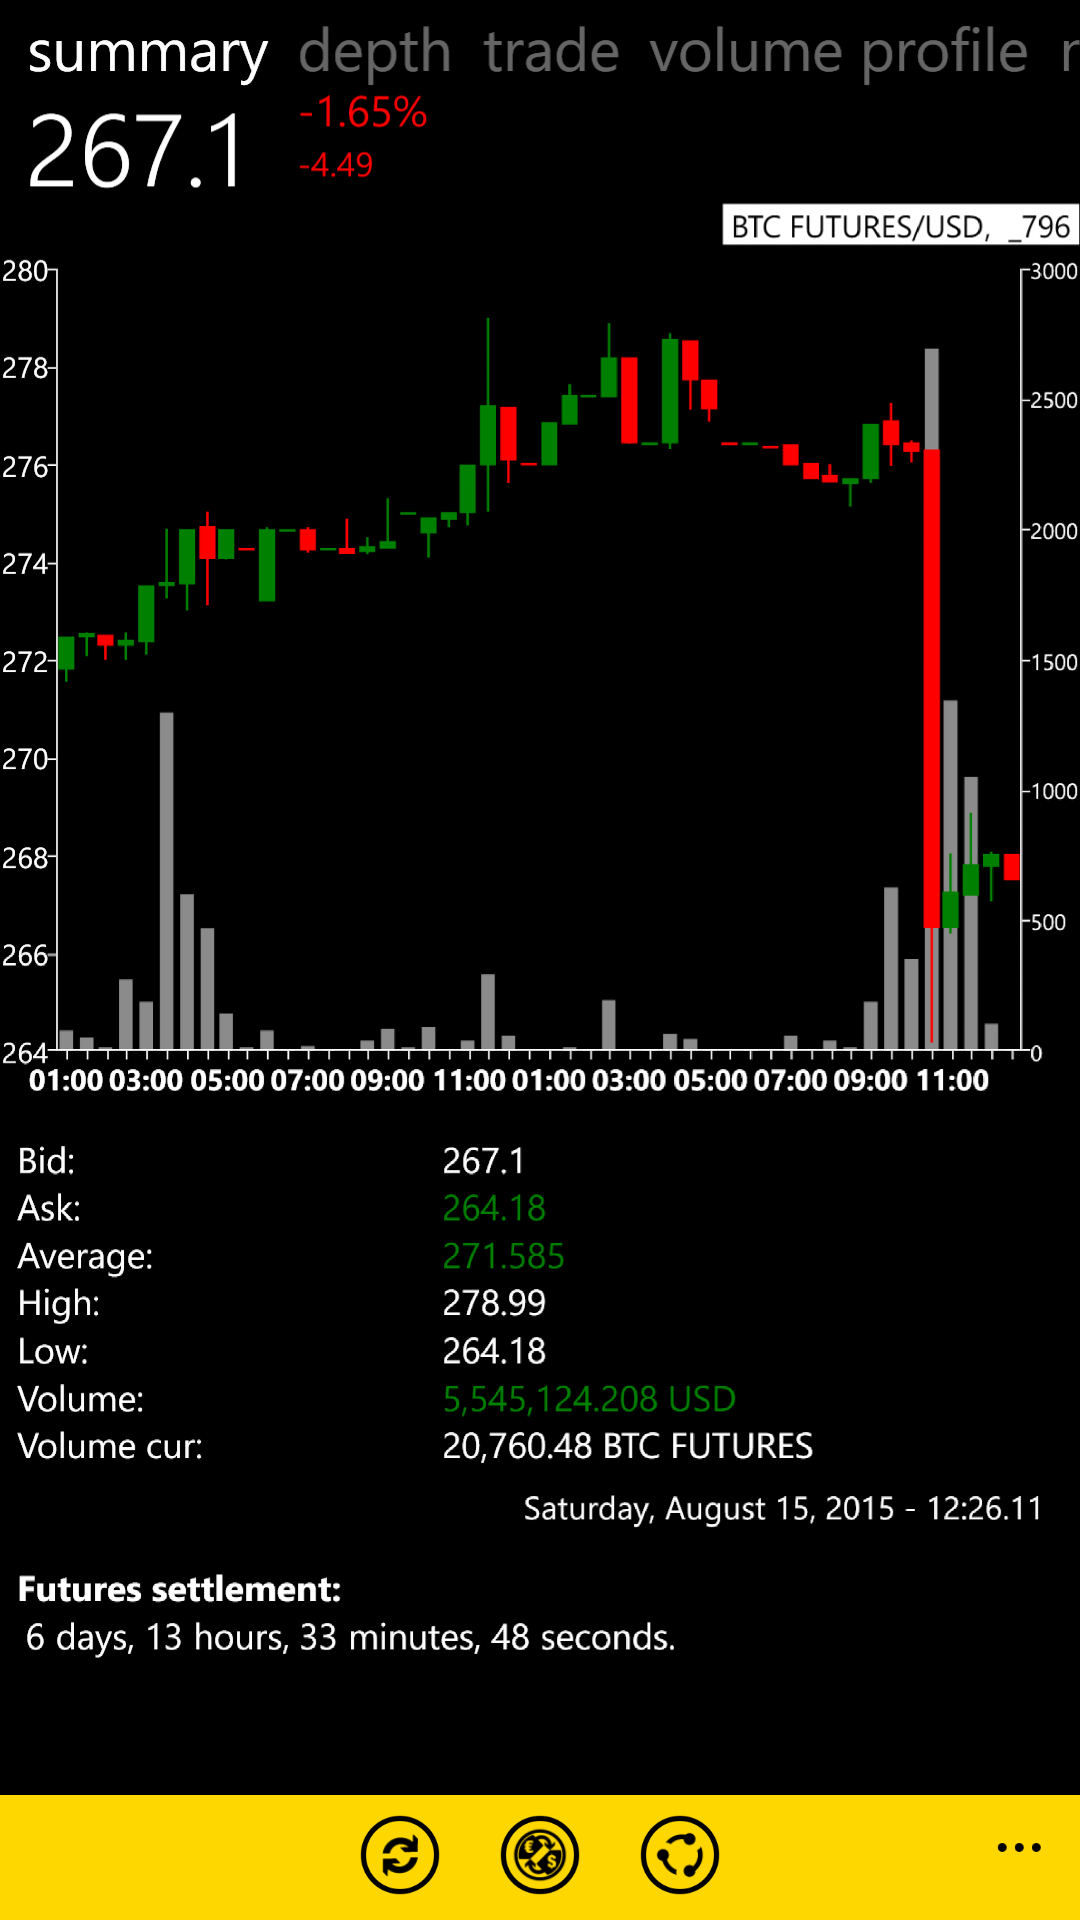 summary depth trade volume profile r
267.1 -1.65%
-4.49
BTC FUTURES/USD, _796
280 3000
278 2500
276 2000
274 1500
272 1000
270 500
268 0
266
264
01:00 03:00 05:00 07:00 09:00 11:00 01:00 03:00 05:00 07:00 09:00 11:00
Bid: 267.1
Ask: 264.18
Average: 271.585
High: 278.99
Low: 264.18
Volume: 5,545,124.208 USD
Volume cur: 20,760.48 BTC FUTURES
Saturday, August 15, 2015 - 12:26.11
Futures settlement:
6 days, 13 hours, 33 minutes, 48 seconds.